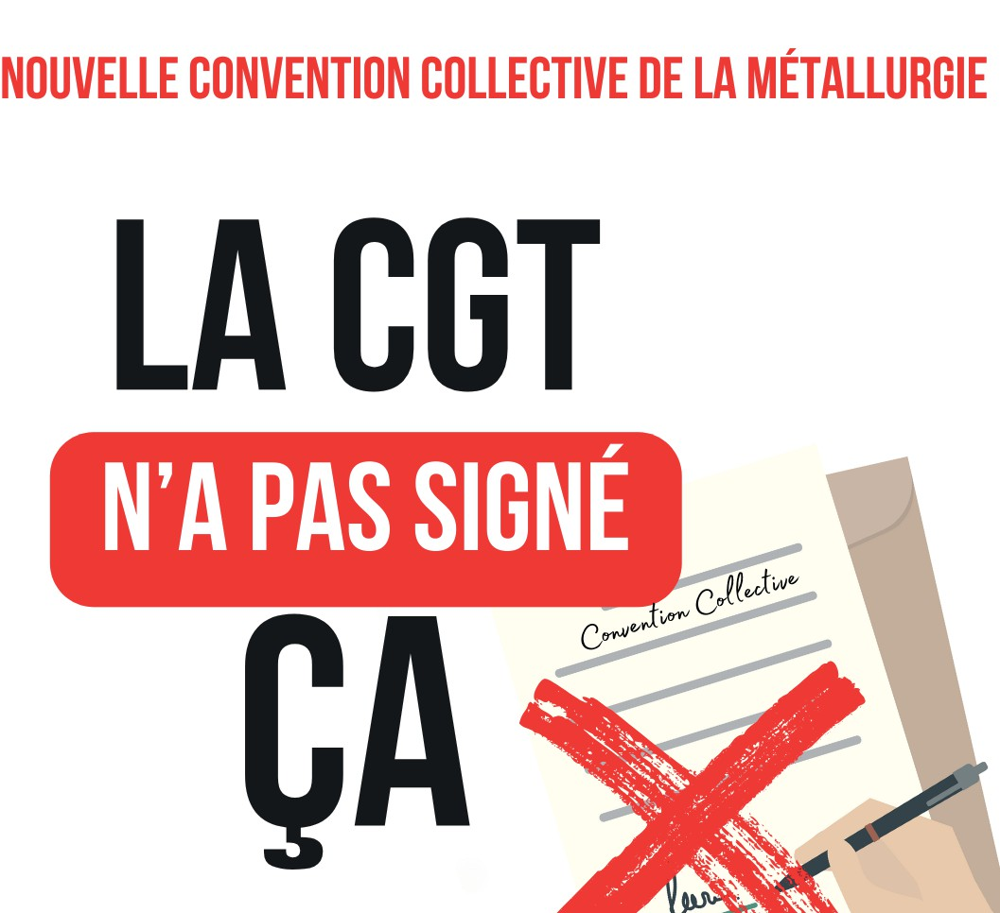 NOUVELLE CONVENTION COLLECTIVE DE LA MÉTALLURGIE
LA CGT
N'A PAS SIGNÉ
ÇA
Convention Collective